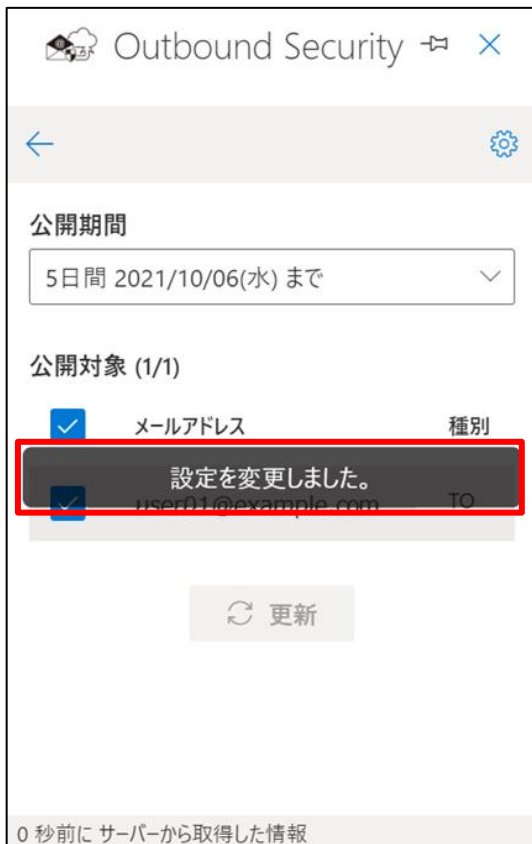 Outbound Security
公開期間
5日間 2021/10/06(水) まで
公開対象 (1/1)
メールアドレス 種別
設定を変更しました。
user01@example.com TO
更新
0 秒前に サーバーから取得した情報